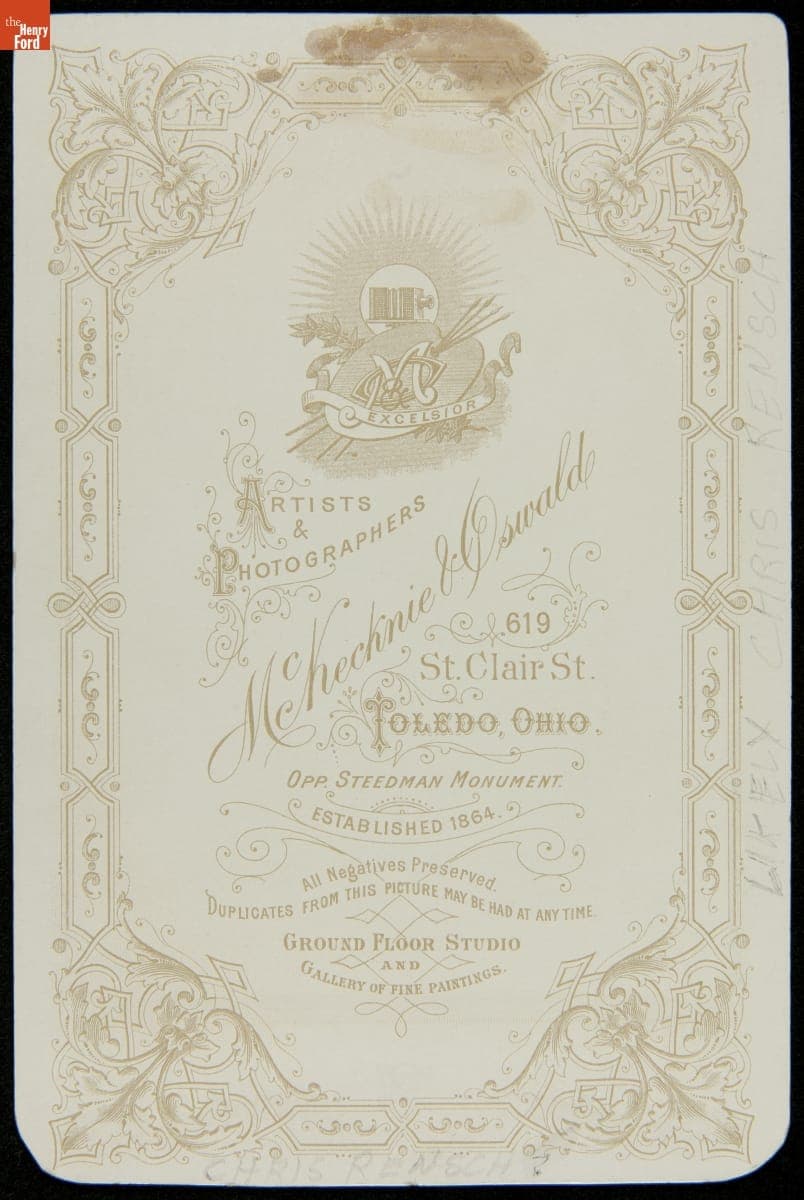 the
Henry
Ford
EXCELSIOR
ARTISTS
&
PHOTOGRAPHERS
McKecknie & Oswald
619
St. Clair St.
TOLEDO, OHIO.
OPP. STEEDMAN MONUMENT.
ESTABLISHED 1864.
All Negatives Preserved.
DUPLICATES FROM THIS PICTURE MAY BE HAD AT ANY TIME.
GROUND FLOOR STUDIO
AND
GALLERY OF FINE PAINTINGS.
LIKELY CHRIS RENSCH
CHRIS RENSCH?